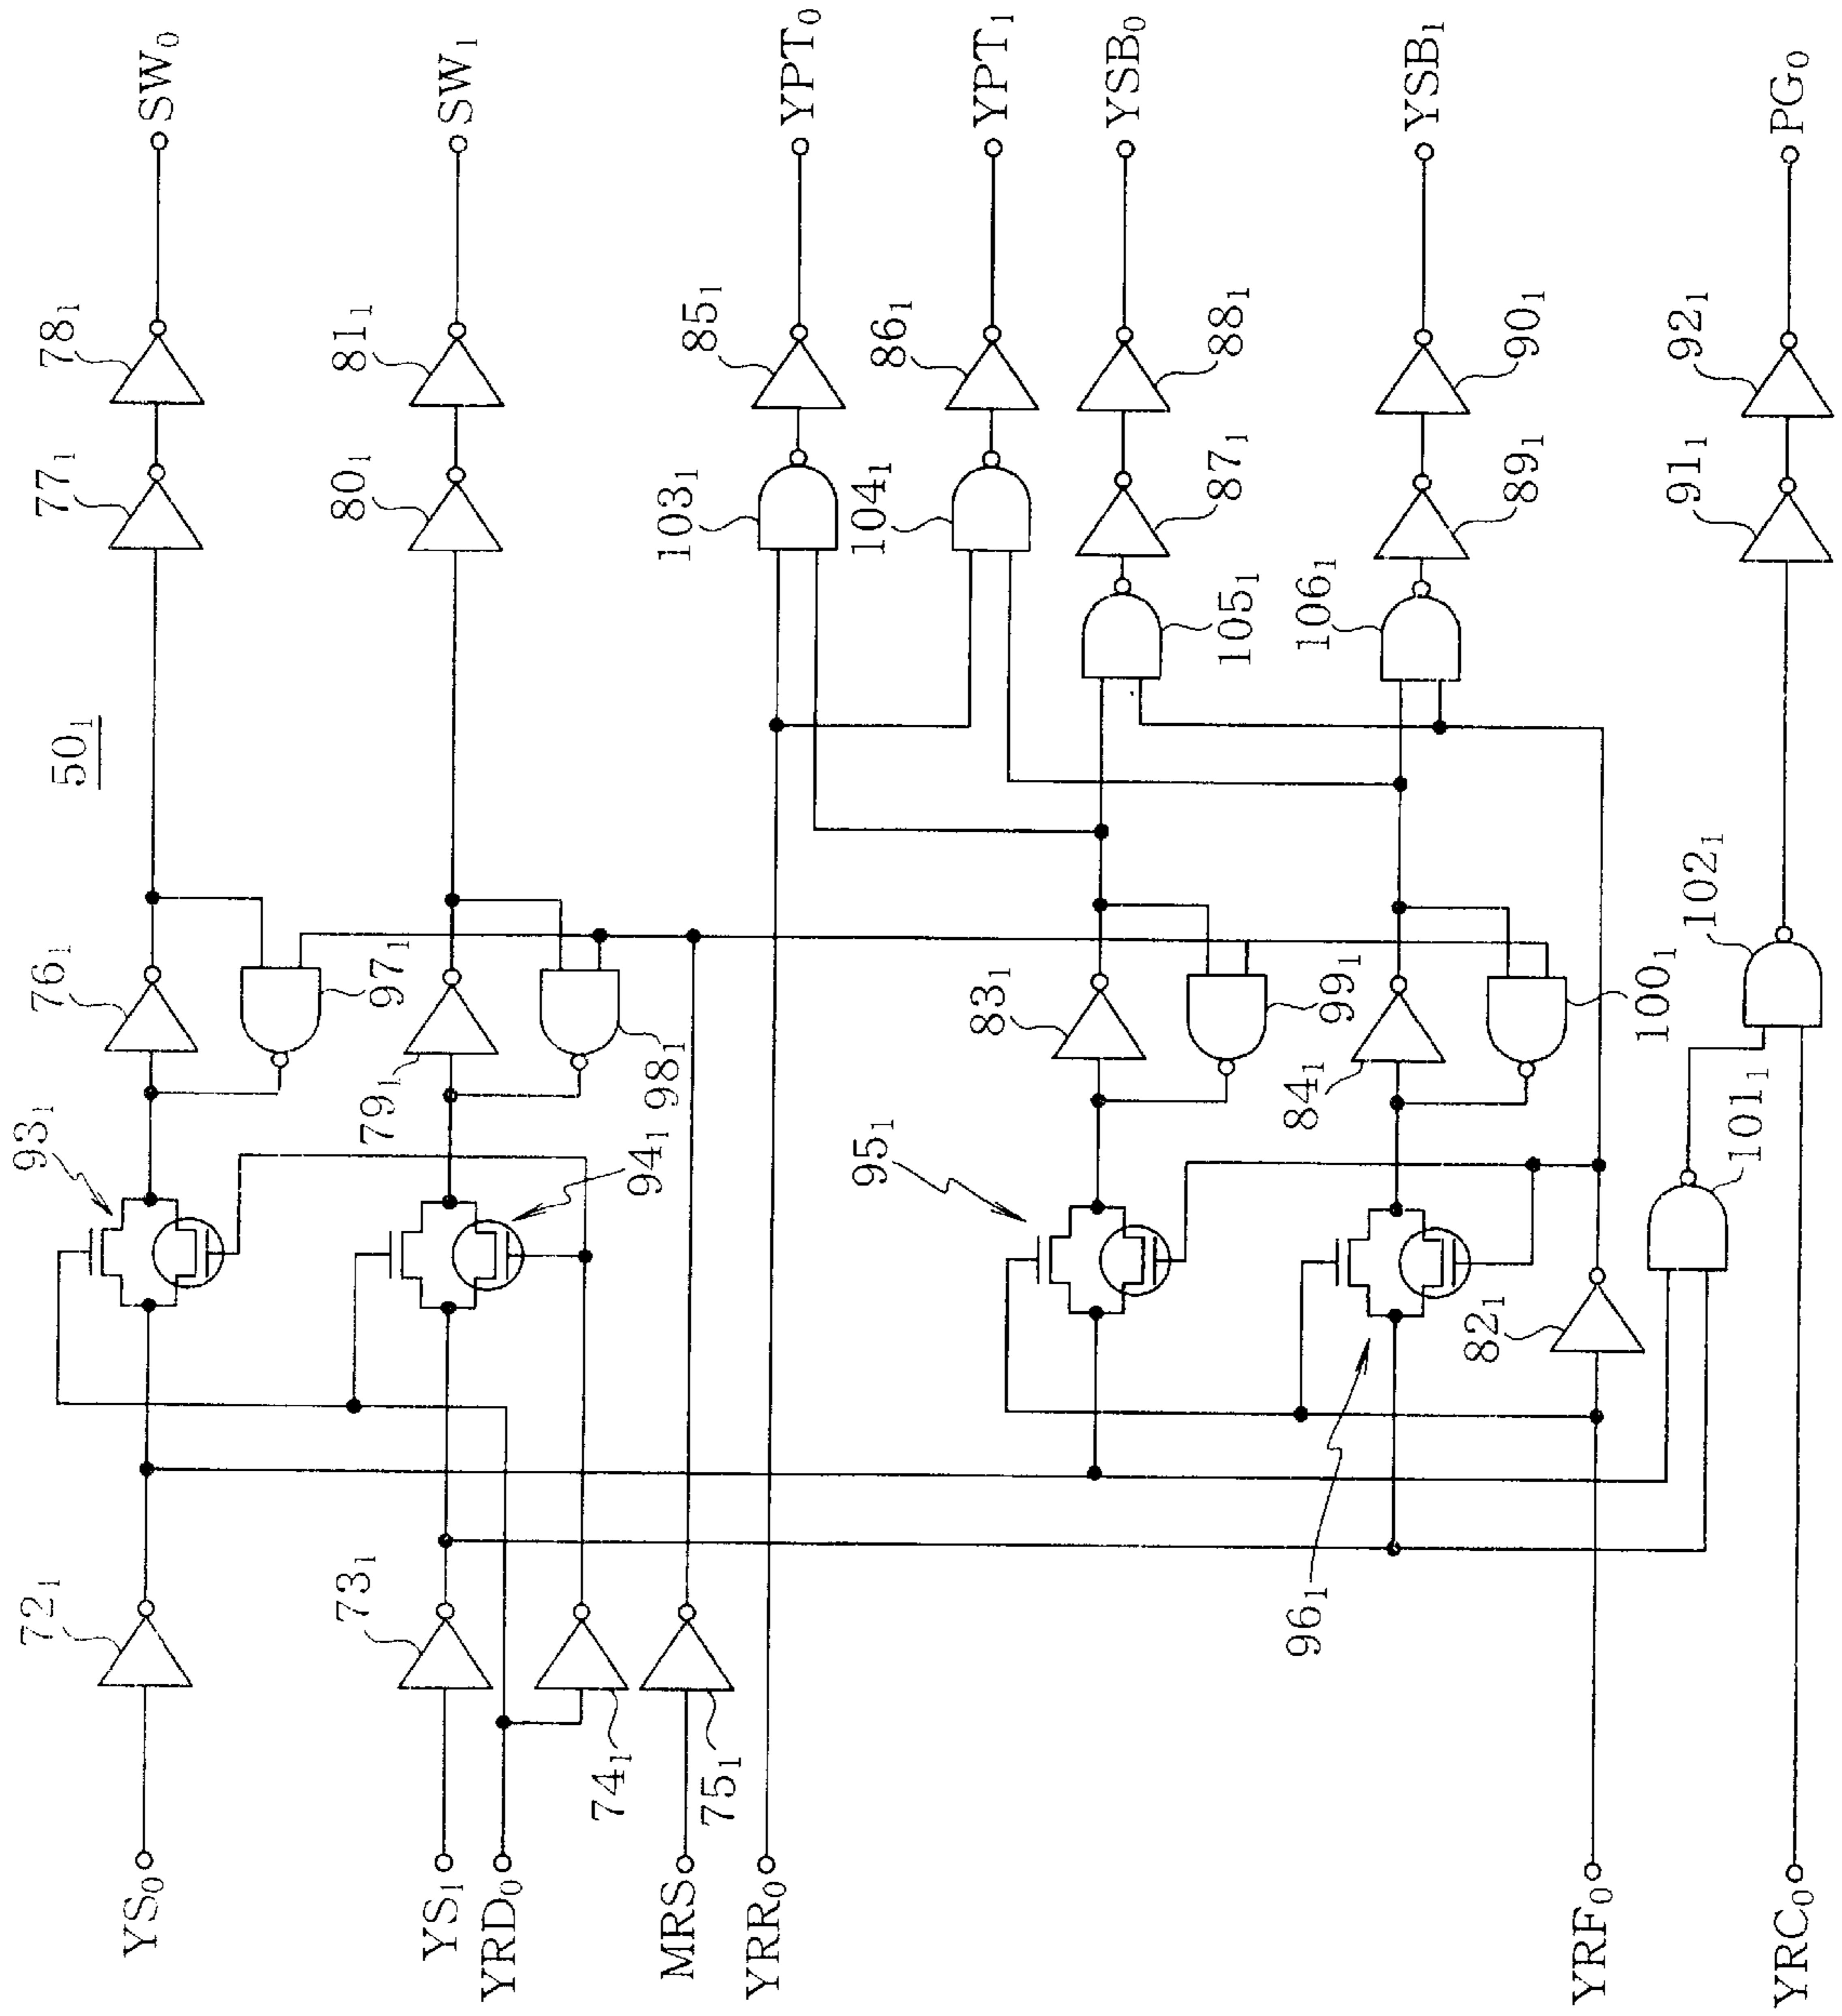 50₁
YS₀
72₁
93₁
76₁
97₁
77₁
78₁
SW₀
YS₁
73₁
94₁
79₁
98₁
80₁
81₁
SW₁
YRD₀
74₁
MRS
75₁
YRR₀
103₁
85₁
YPT₀
104₁
86₁
YPT₁
95₁
83₁
99₁
105₁
87₁
88₁
YSB₀
96₁
84₁
100₁
106₁
89₁
90₁
YSB₁
YRF₀
82₁
101₁
YRC₀
102₁
91₁
92₁
PG₀